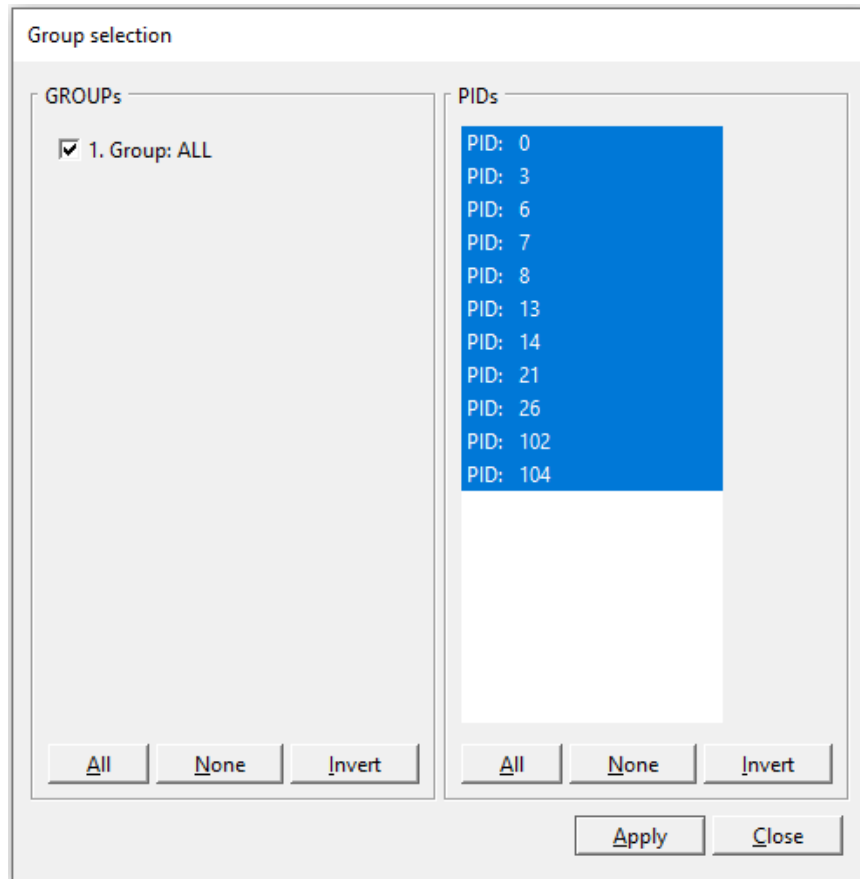 Group selection
GROUPs
1. Group: ALL
All None Invert
PIDs
PID: 0
PID: 3
PID: 6
PID: 7
PID: 8
PID: 13
PID: 14
PID: 21
PID: 26
PID: 102
PID: 104
All None Invert
Apply Close